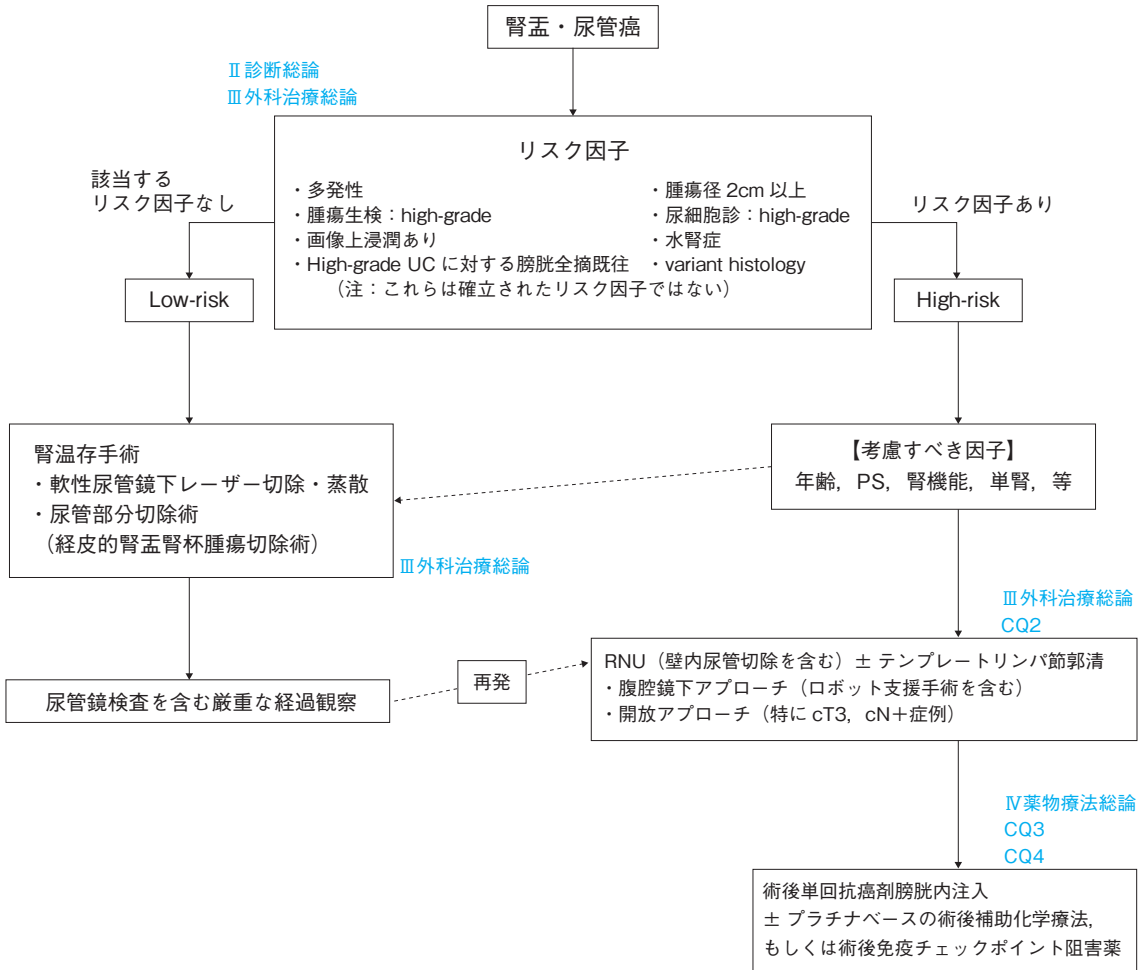 腎盂・尿管癌
Ⅱ診断総論
Ⅲ外科治療総論
リスク因子
・多発性
・腫瘍生検：high-grade
・画像上浸潤あり
・High-grade UC に対する膀胱全摘既往
・腫瘍径 2cm 以上
・尿細胞診：high-grade
・水腎症
・variant histology
（注：これらは確立されたリスク因子ではない）
該当する
リスク因子なし
リスク因子あり
Low-risk
High-risk
腎温存手術
・軟性尿管鏡下レーザー切除・蒸散
・尿管部分切除術
（経皮的腎盂腎杯腫瘍切除術）
Ⅲ外科治療総論
【考慮すべき因子】
年齢，PS，腎機能，単腎，等
Ⅲ外科治療総論
CQ2
尿管鏡検査を含む厳重な経過観察
再発
RNU（壁内尿管切除を含む）± テンプレートリンパ節郭清
・腹腔鏡下アプローチ（ロボット支援手術を含む）
・開放アプローチ（特に cT3，cN＋症例）
Ⅳ薬物療法総論
CQ3
CQ4
術後単回抗癌剤膀胱内注入
± プラチナベースの術後補助化学療法，
もしくは術後免疫チェックポイント阻害薬